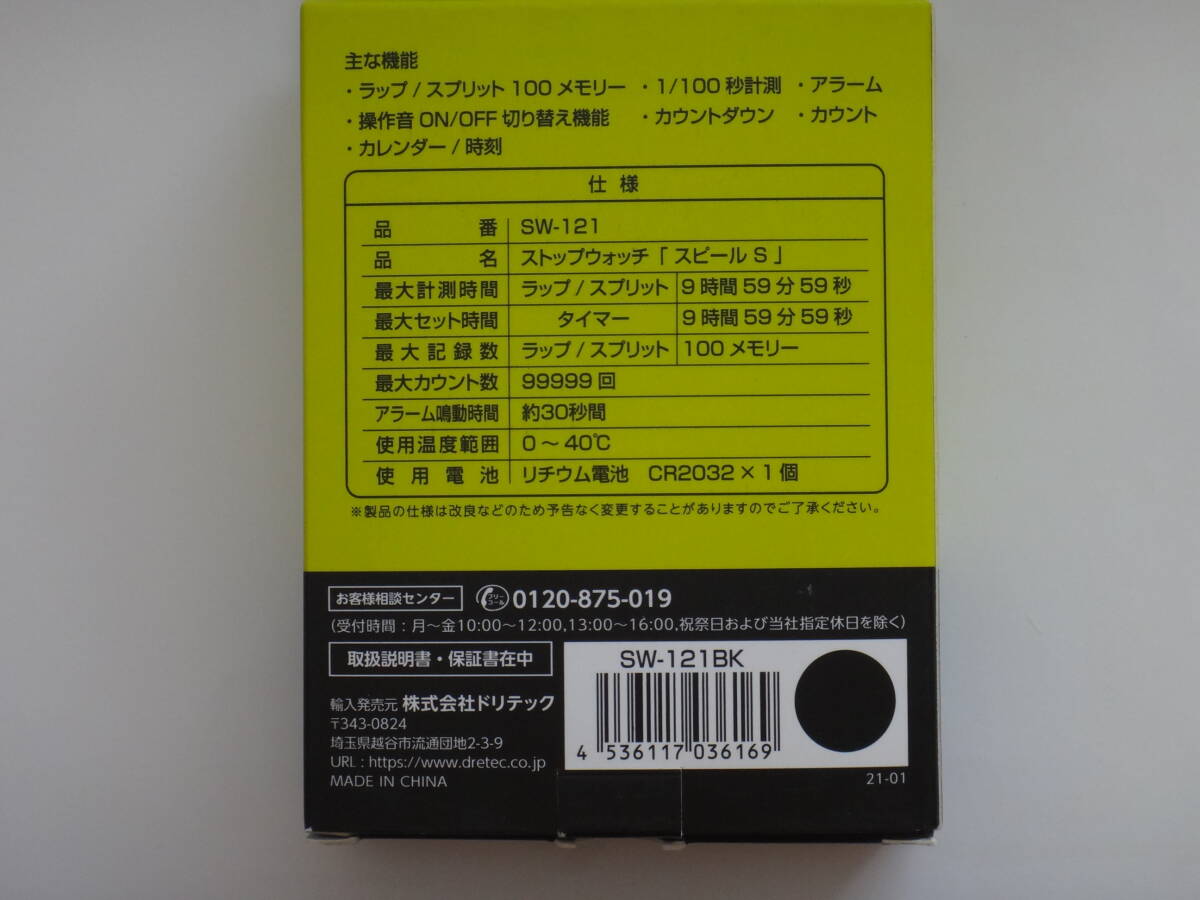 主な機能
・ラップ / スプリット 100 メモリー ・1/100 秒計測 ・アラーム
・操作音 ON/OFF 切り替え機能 ・カウントダウン ・カウント
・カレンダー / 時刻
仕 様
品 番 SW-121
品 名 ストップウォッチ「 スピール S 」
最大計測時間 ラップ / スプリット 9 時間 59 分 59 秒
最大セット時間 タイマー 9 時間 59 分 59 秒
最大記録数 ラップ / スプリット 100 メモリー
最大カウント数 99999 回
アラーム鳴動時間 約30秒間
使用温度範囲 0 ～ 40℃
使用電池 リチウム電池 CR2032 × 1 個
※製品の仕様は改良などのため予告なく変更することがありますのでご了承ください。
お客様相談センター フリーコール 0120-875-019
(受付時間：月～金10:00～12:00,13:00～16:00,祝祭日および当社指定休日を除く)
取扱説明書・保証書在中
輸入発売元 株式会社ドリテック
〒343-0824
埼玉県越谷市流通団地2-3-9
URL : https://www.dretec.co.jp
MADE IN CHINA
SW-121BK
4 536117 036169
21-01